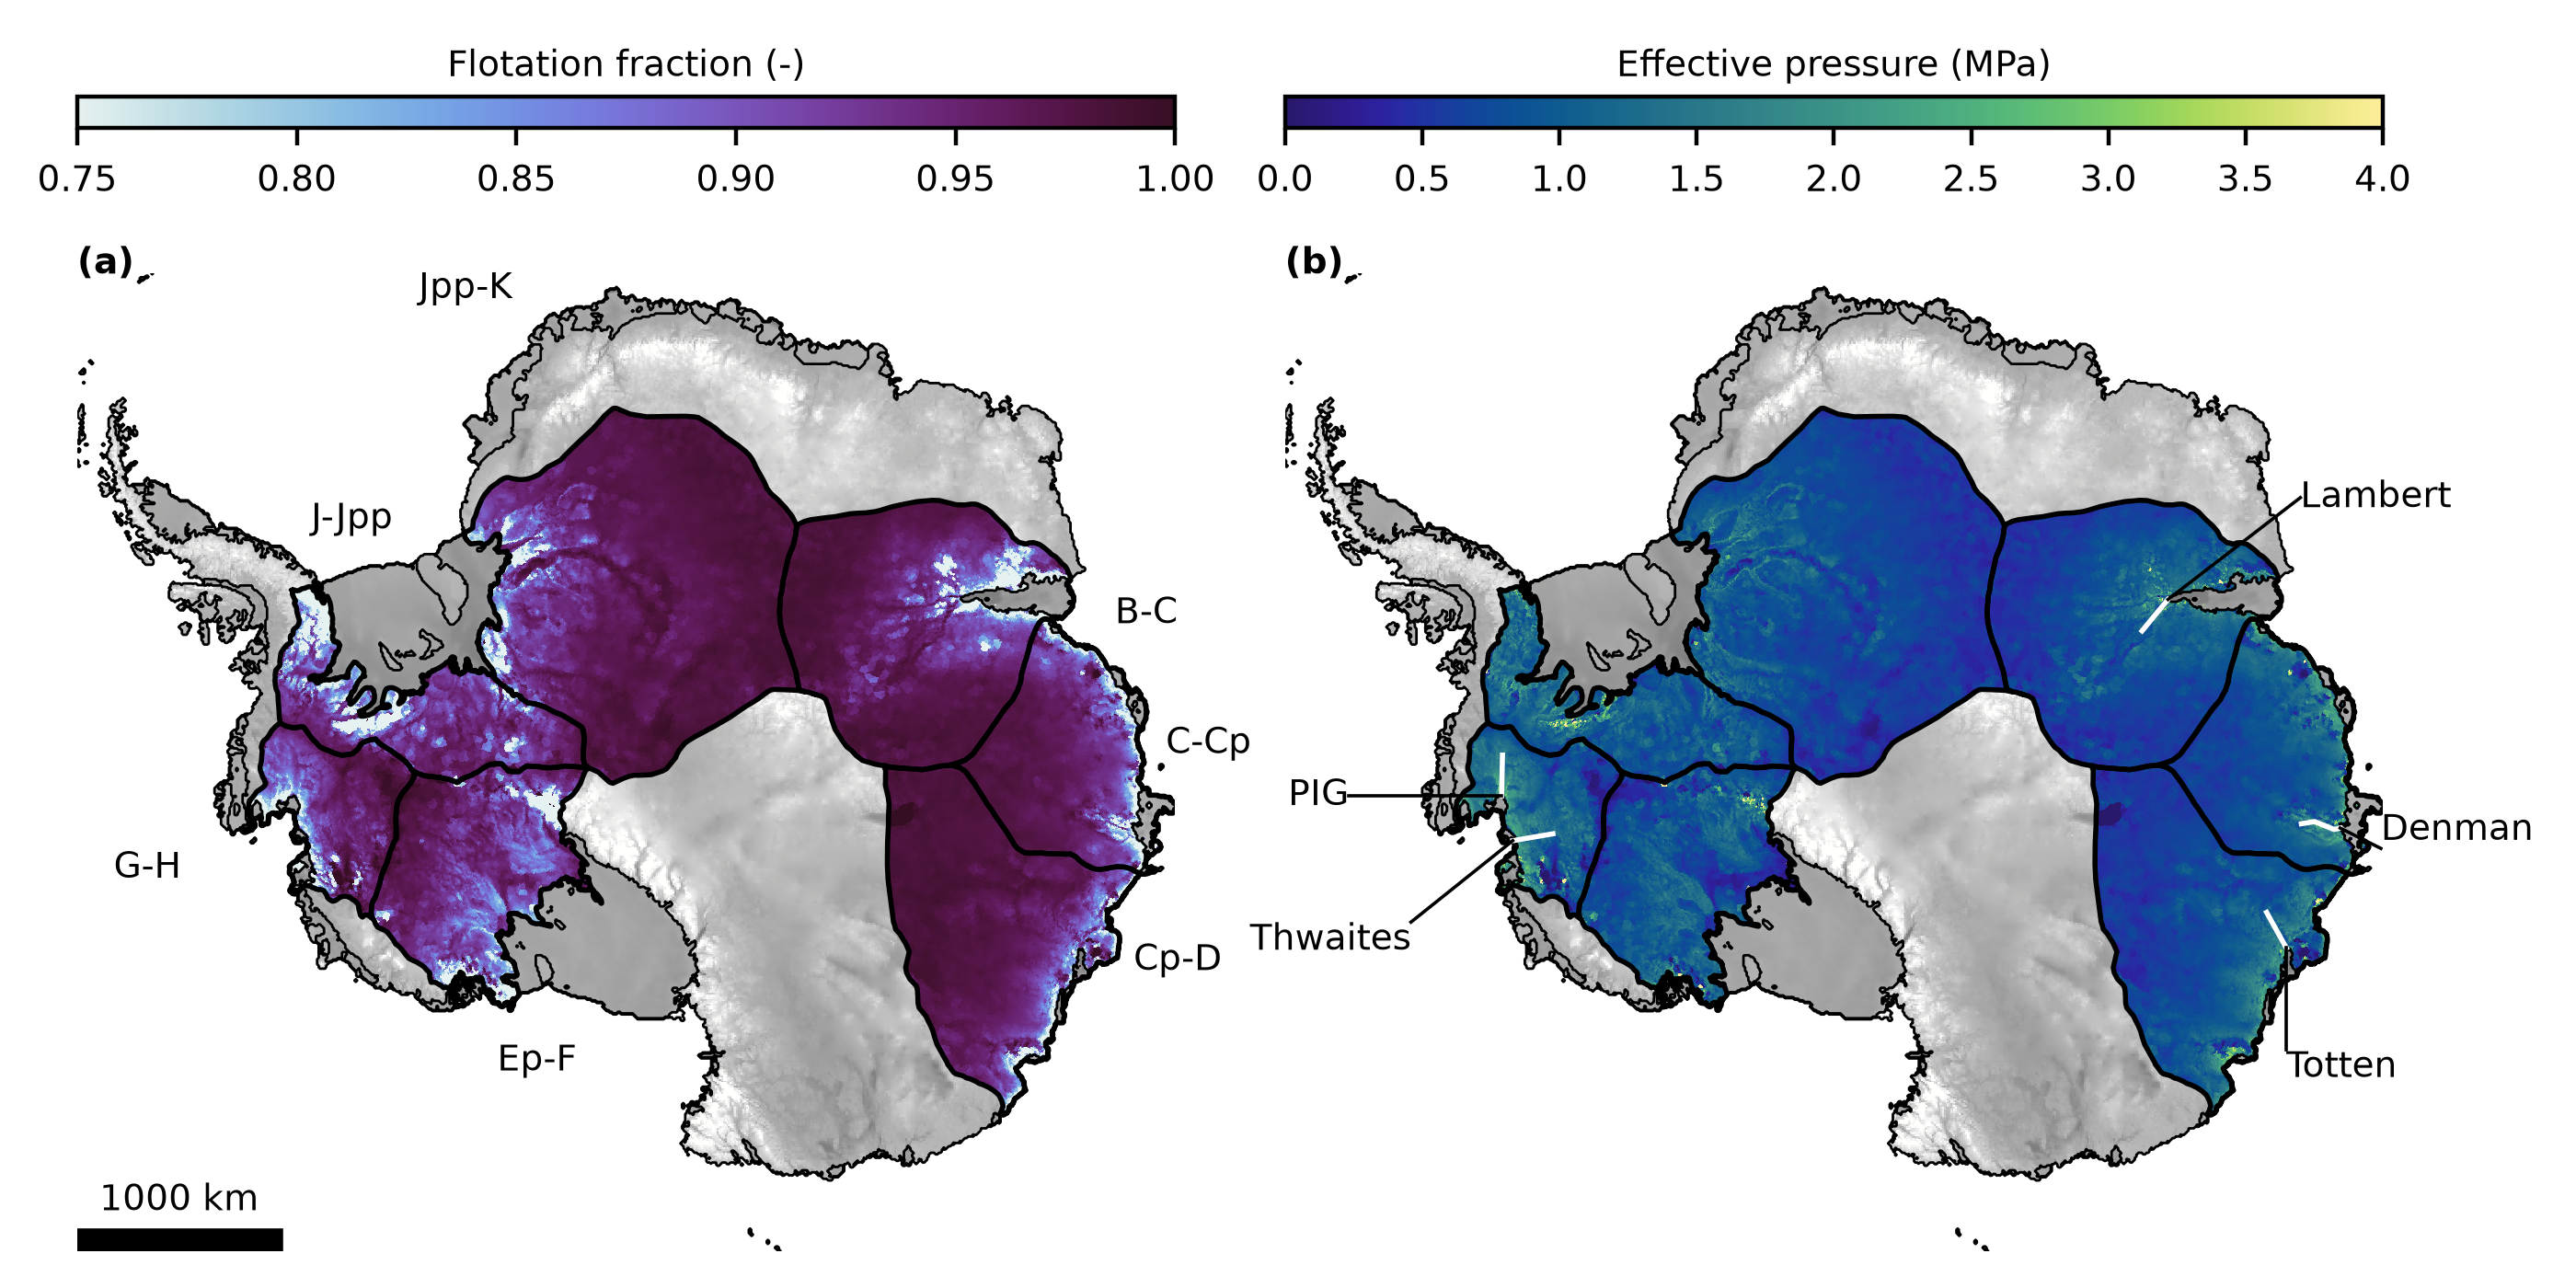 Flotation fraction (-)
0.75 0.80 0.85 0.90 0.95 1.00
Effective pressure (MPa)
0.0 0.5 1.0 1.5 2.0 2.5 3.0 3.5 4.0
(a)
Jpp-K
J-Jpp
B-C
C-Cp
G-H
Cp-D
Ep-F
1000 km
(b)
Lambert
PIG
Denman
Thwaites
Totten